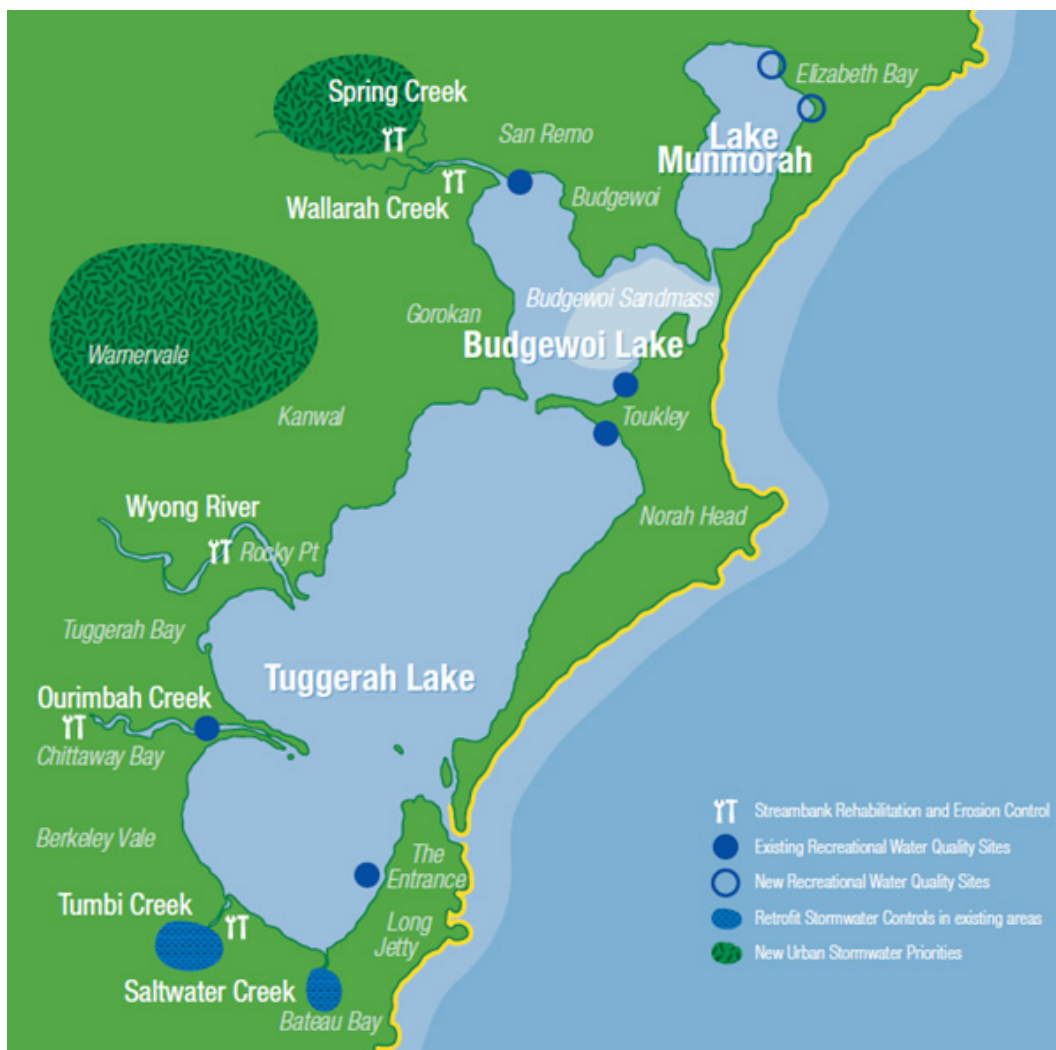 Spring Creek
San Remo
Elizabeth Bay
Lake
Munmorah
Wallarah Creek
Budgewoi
Budgewoi Sandmass
Gorokan
Budgewoi Lake
Warnervale
Kanwal
Toukley
Wyong River
Rocky Pt
Norah Head
Tuggerah Bay
Tuggerah Lake
Ourimbah Creek
Chittaway Bay
Berkeley Vale
The
Entrance
Tumbi Creek
Long
Jetty
Saltwater Creek
Bateau Bay
Streambank Rehabilitation and Erosion Control
Existing Recreational Water Quality Sites
New Recreational Water Quality Sites
Retrofit Stormwater Controls in existing areas
New Urban Stormwater Priorities